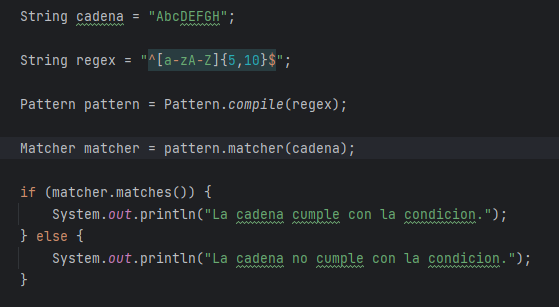 String cadena = "AbcDEFGH";
String regex = "^[a-zA-Z]{5,10}$";
Pattern pattern = Pattern.compile(regex);
Matcher matcher = pattern.matcher(cadena);
if (matcher.matches()) {
System.out.println("La cadena cumple con la condicion.");
} else {
System.out.println("La cadena no cumple con la condicion.");
}